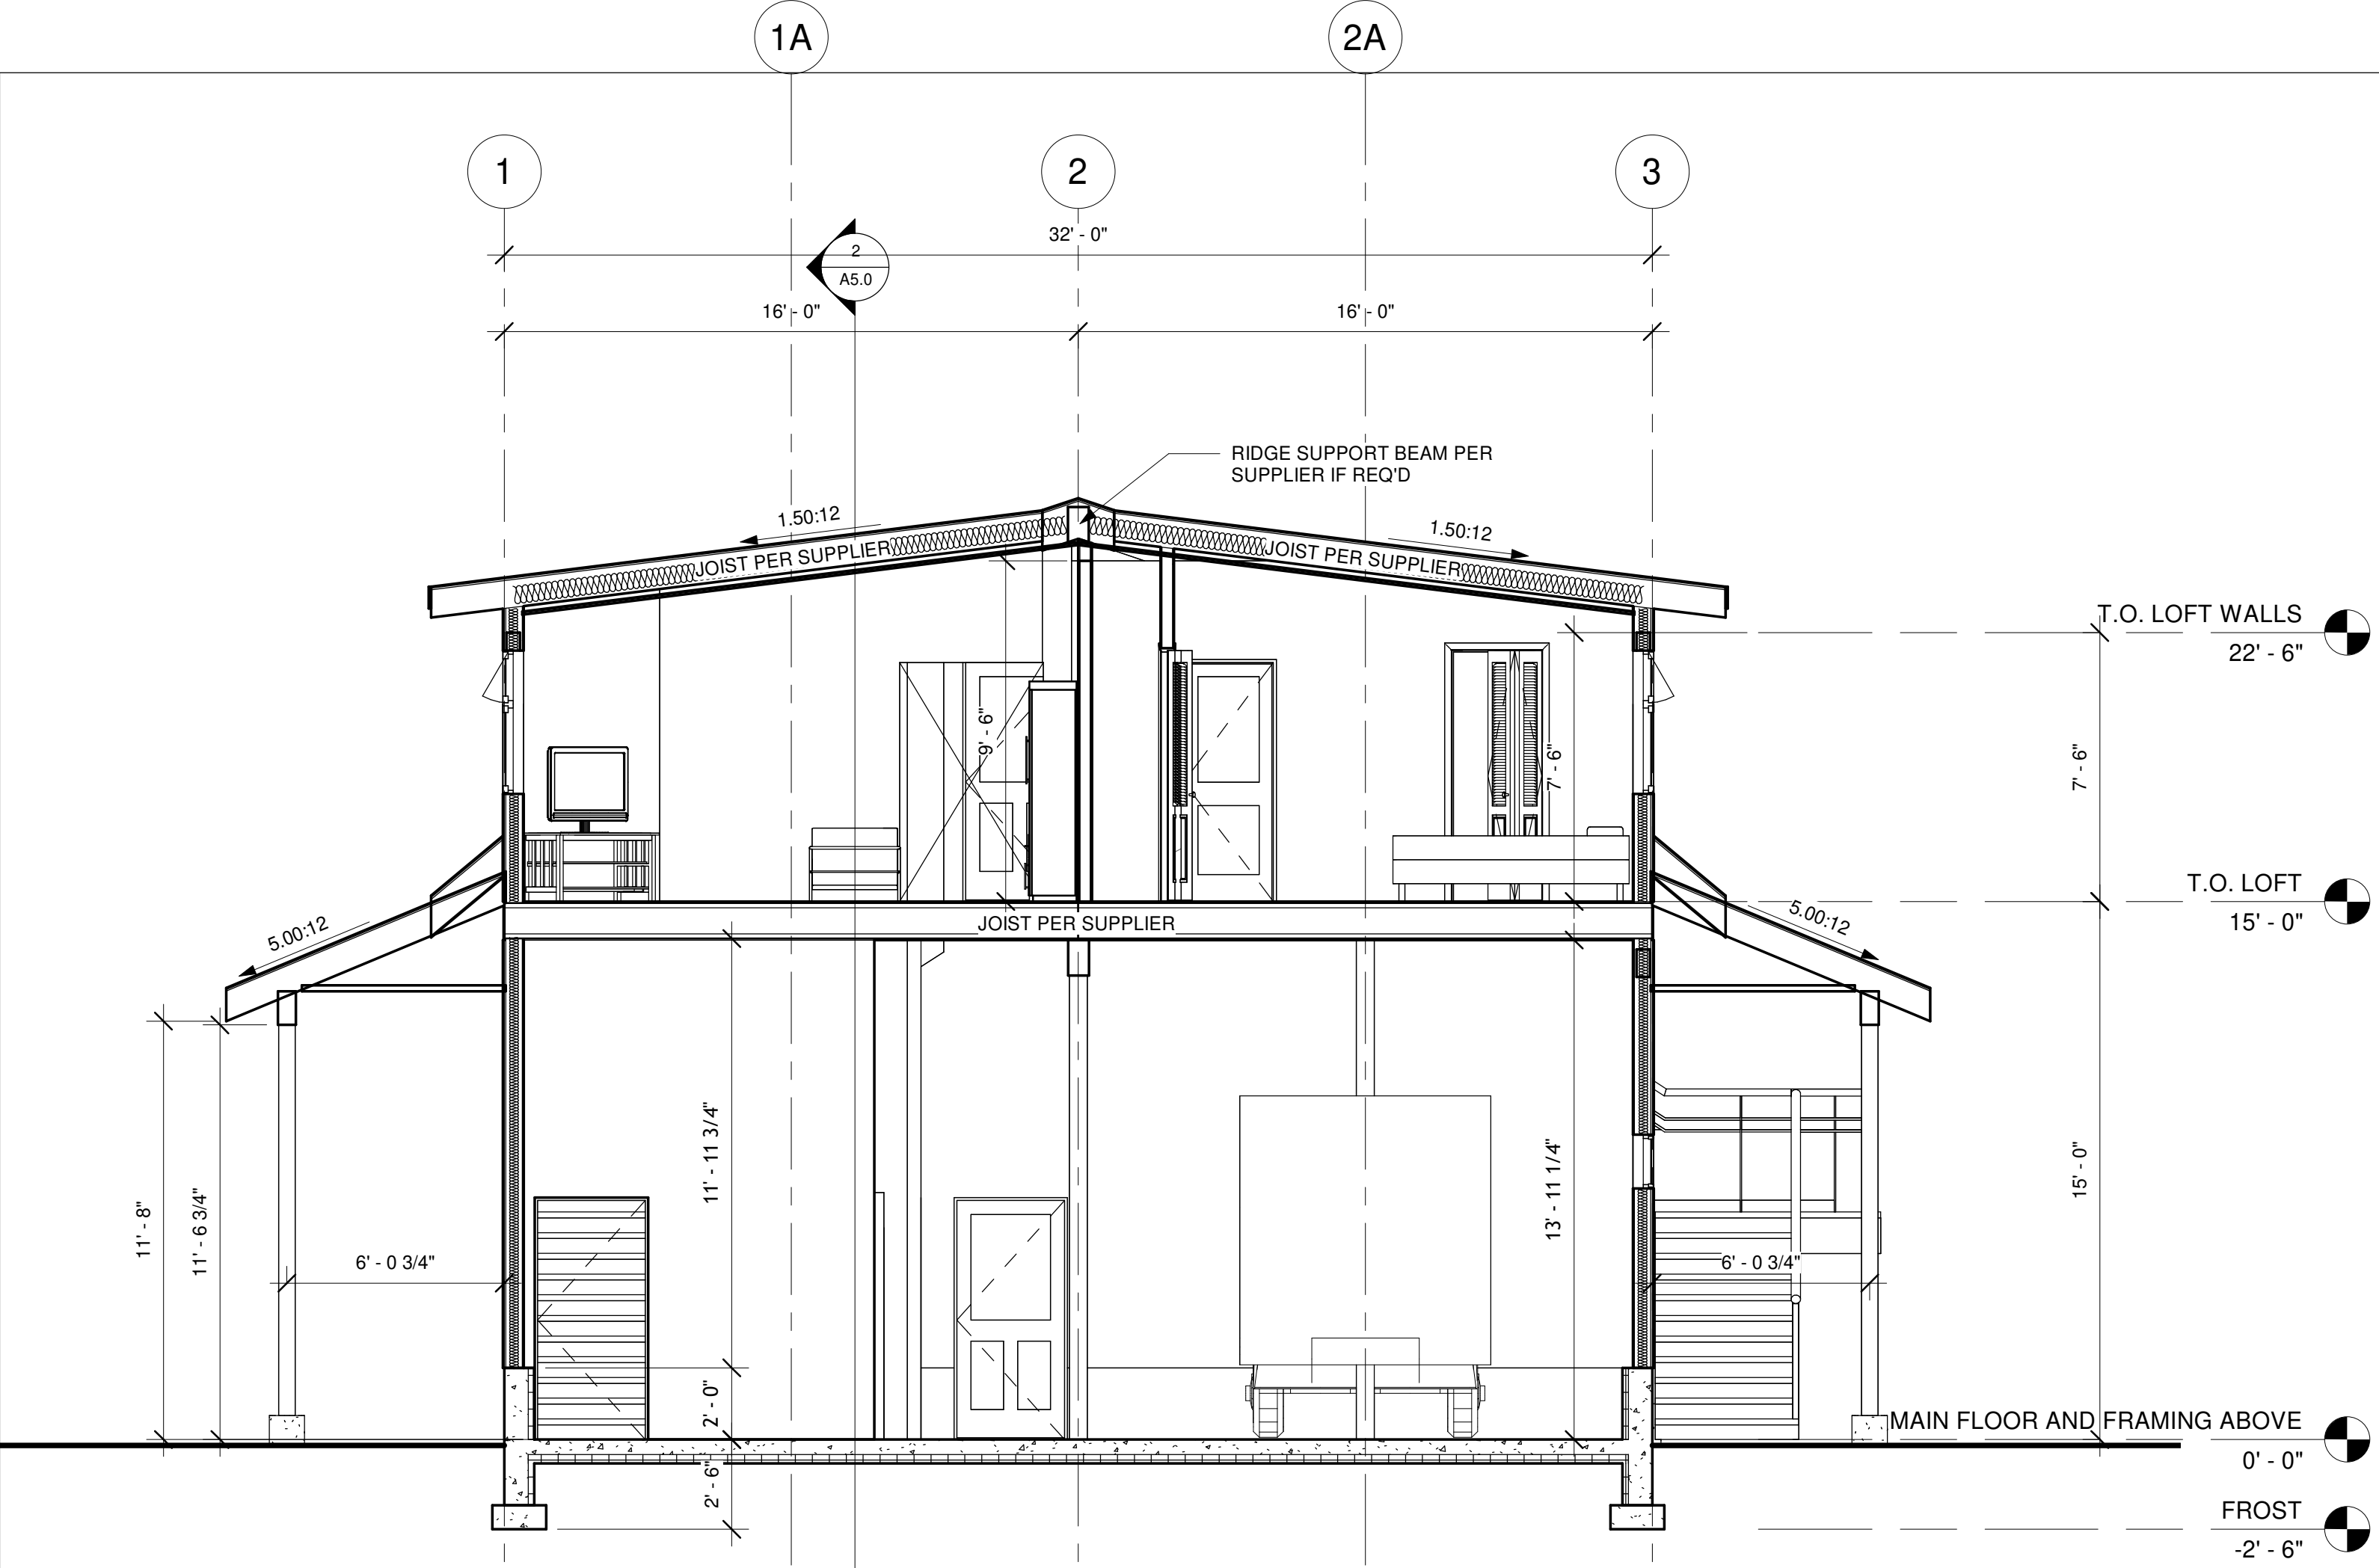 1A
2A
1
2
3
32' - 0"
2
A5.0
16' - 0"
16' - 0"
RIDGE SUPPORT BEAM PER
SUPPLIER IF REQ'D
1.50:12
1.50:12
JOIST PER SUPPLIER
JOIST PER SUPPLIER
T.O. LOFT WALLS
22' - 6"
9' - 6"
7' - 6"
7' - 6"
T.O. LOFT
15' - 0"
JOIST PER SUPPLIER
5.00:12
5.00:12
11' - 11 3/4"
13' - 11 1/4"
15' - 0"
11' - 8"
11' - 6 3/4"
6' - 0 3/4"
6' - 0 3/4"
2' - 0"
MAIN FLOOR AND FRAMING ABOVE
0' - 0"
2' - 6"
FROST
-2' - 6"